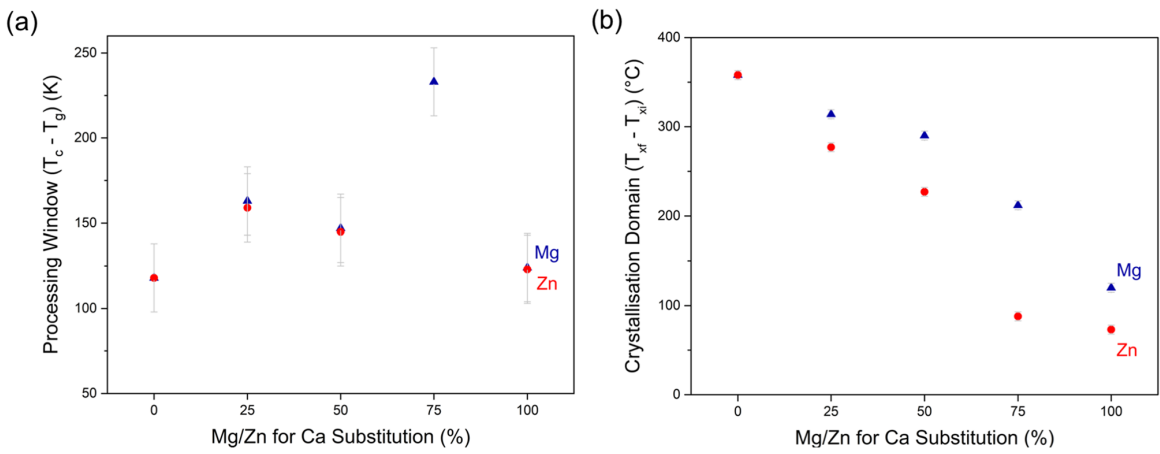 (a)
Processing Window (Tc - Tg) (K)
250
200
150
100
50
0 25 50 75 100
Mg/Zn for Ca Substitution (%)
Mg
Zn
(b)
Crystallisation Domain (Txf - Txi) (°C)
400
300
200
100
0
0 25 50 75 100
Mg/Zn for Ca Substitution (%)
Mg
Zn